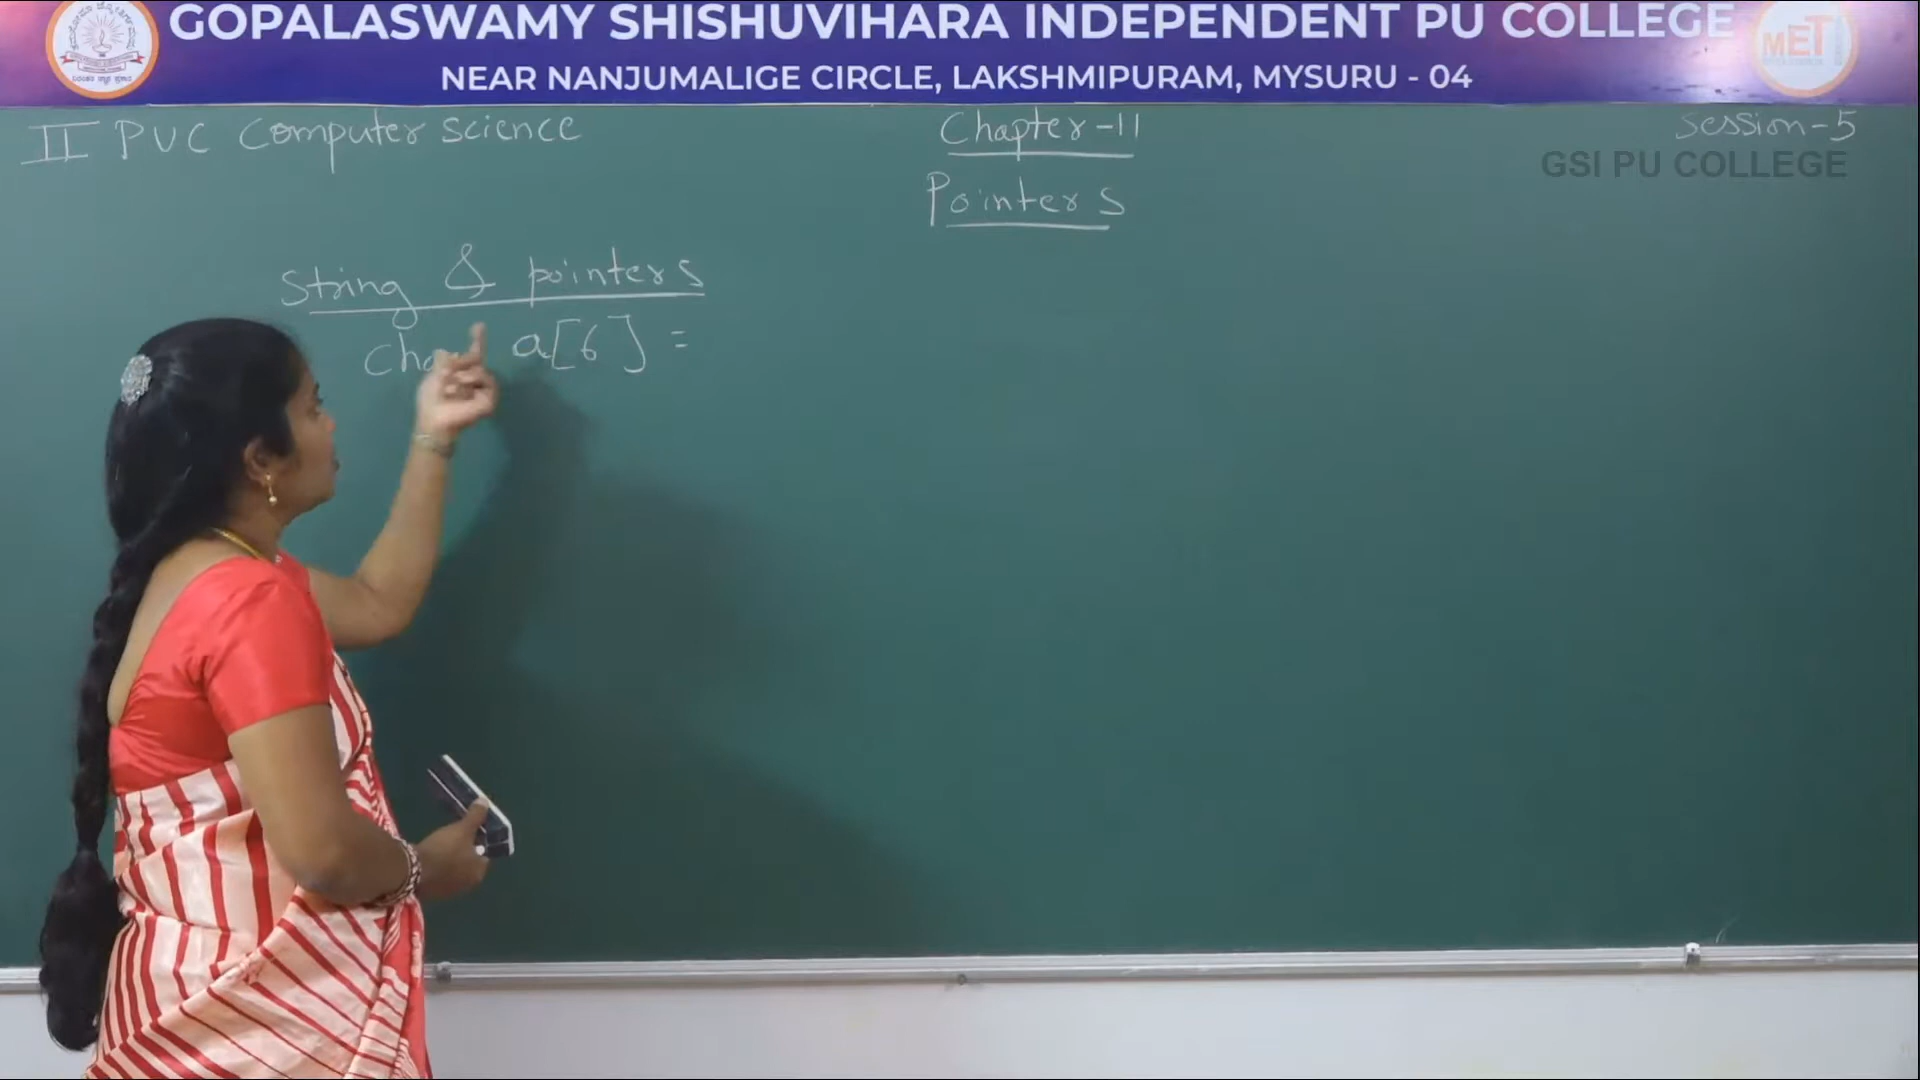 GOPALASWAMY SHISHUVIHARA INDEPENDENT PU COLLEGE
NEAR NANJUMALIGE CIRCLE, LAKSHMIPURAM, MYSURU - 04
MET
II PUC Computer science
Chapter-11
Session-5
GSI PU COLLEGE
Pointers
String & pointers
a[6] =